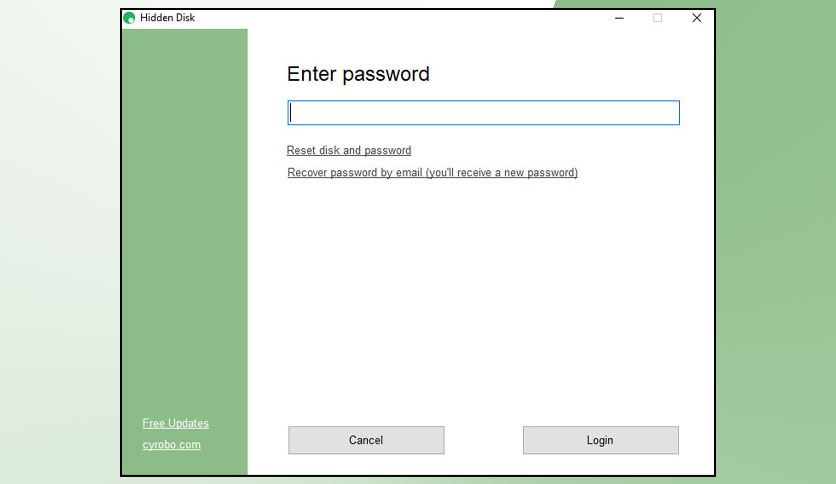 Hidden Disk
Enter password
Reset disk and password
Recover password by email (you'll receive a new password)
Free Updates
cyrobo.com
Cancel
Login